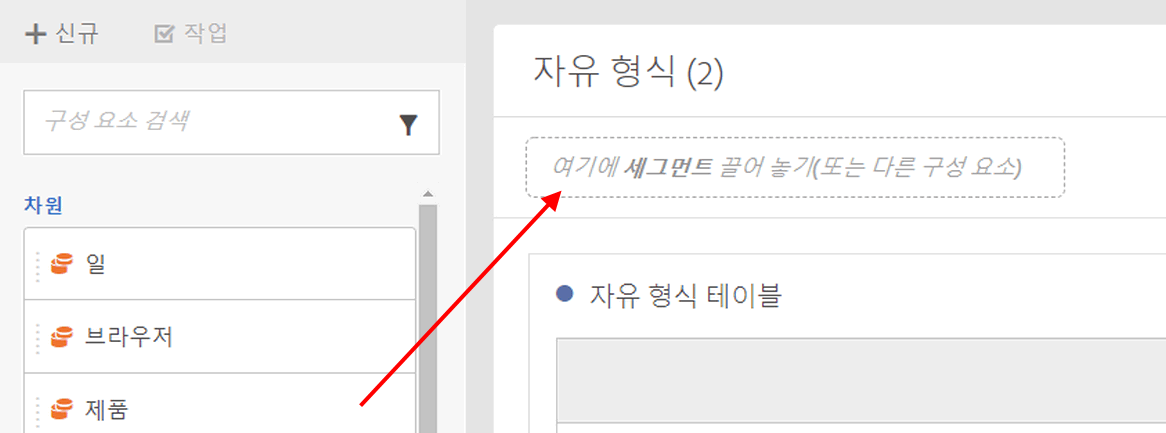 신규
작업
구성 요소 검색
차원
일
브라우저
제품
자유 형식 (2)
여기에 세그먼트 끌어 놓기(또는 다른 구성 요소)
자유 형식 테이블